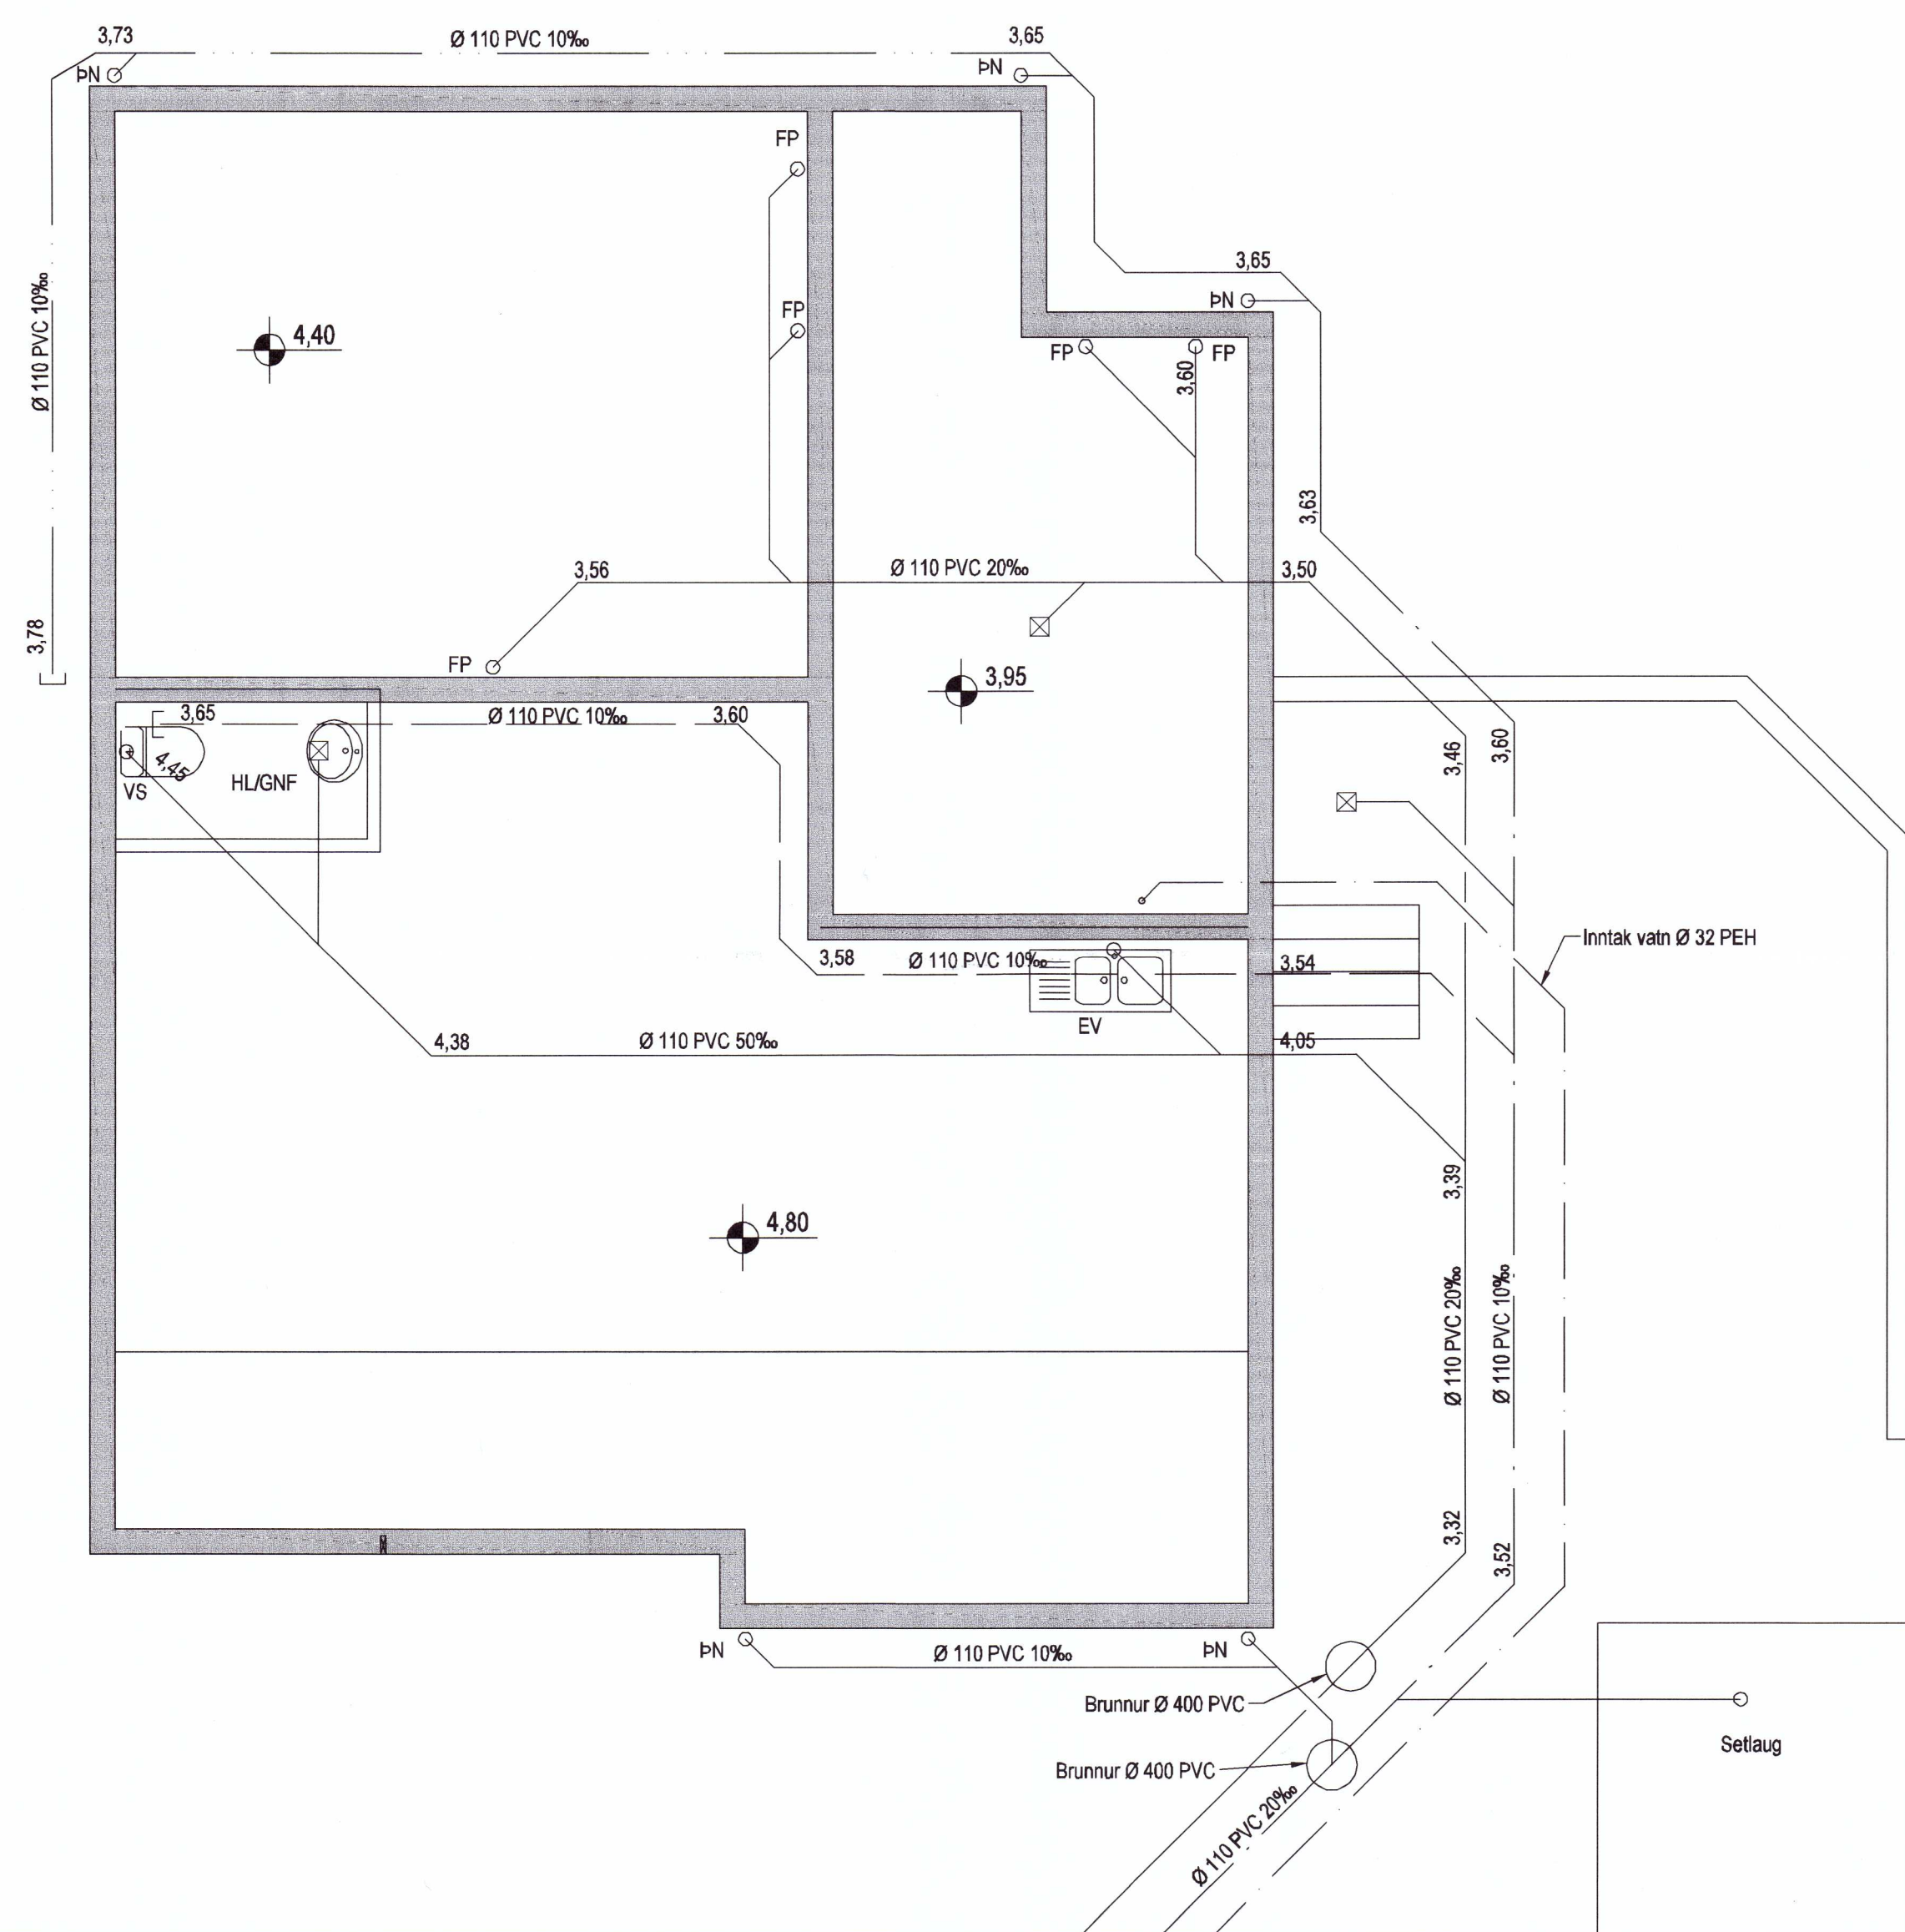 3,73
Ø 110 PVC 10‰
3,65
ÞN
ÞN
FP
3,65
ÞN
Ø 110 PVC 10‰
FP
4,40
FP
FP
3,60
3,63
3,56
Ø 110 PVC 20‰
3,50
3,78
FP
3,95
3,65
Ø 110 PVC 10‰
3,60
3,46
3,60
4,45
VS
HL/GNF
Inntak vatn Ø 32 PEH
3,58
Ø 110 PVC 10‰
3,54
EV
4,38
Ø 110 PVC 50‰
4,05
3,39
4,80
Ø 110 PVC 20‰
Ø 110 PVC 10‰
3,32
3,52
ÞN
Ø 110 PVC 10‰
ÞN
Brunnur Ø 400 PVC
Setlaug
Brunnur Ø 400 PVC
Ø 110 PVC 20‰